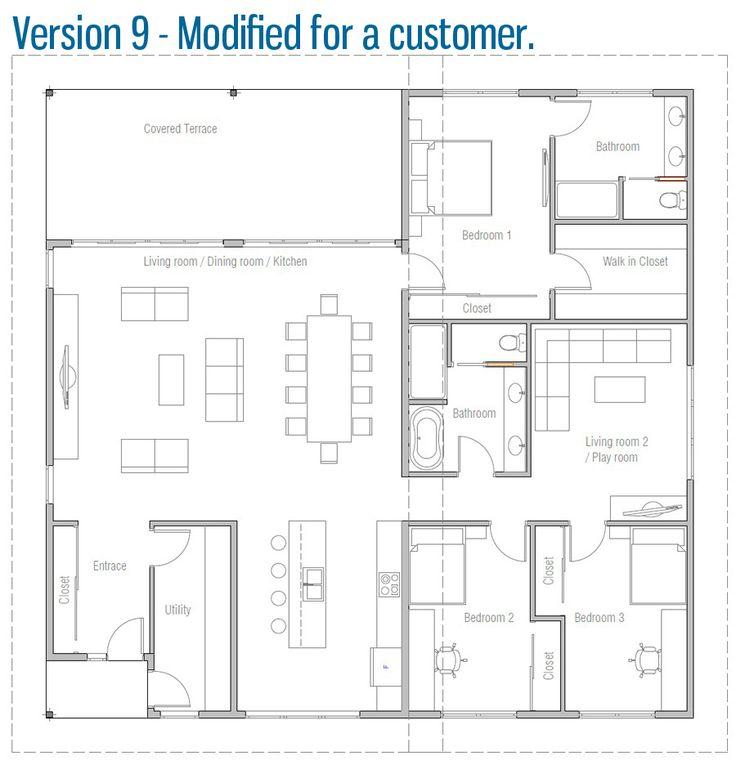 Version 9 - Modified for a customer.
Covered Terrace
Bathroom
Bedroom 1
Living room / Dining room / Kitchen
Walk in Closet
Closet
Bathroom
Living room 2
/ Play room
Entrace
Closet
Utility
Closet
Bedroom 2
Bedroom 3
Closet
F